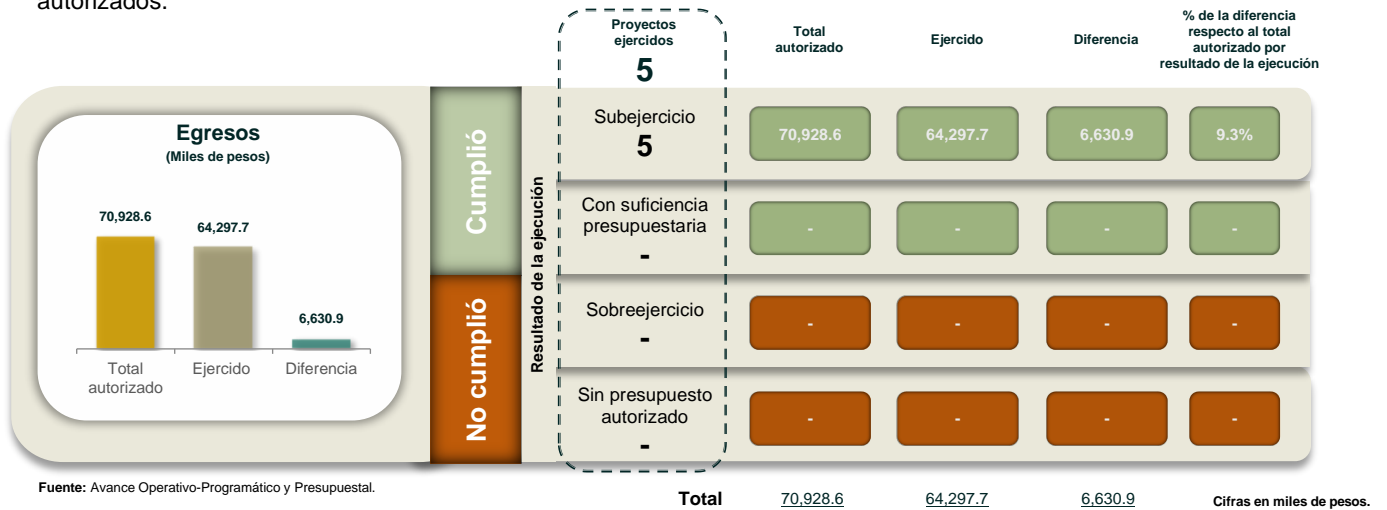 autorizados.
Proyectos
ejercidos
5
Total
autorizado
Ejercido
Diferencia
% de la diferencia
respecto al total
autorizado por
resultado de la ejecución
Egresos
(Miles de pesos)
70,928.6
64,297.7
6,630.9
Total
autorizado
Ejercido
Diferencia
Cumplió
No cumplió
Resultado de la ejecución
Subejercicio
5
70,928.6
64,297.7
6,630.9
9.3%
Con suficiencia
presupuestaria
-
-
-
-
-
Sobreejercicio
-
-
-
-
-
Sin presupuesto
autorizado
-
-
-
-
-
Fuente: Avance Operativo-Programático y Presupuestal.
Total
70,928.6
64,297.7
6,630.9
Cifras en miles de pesos.